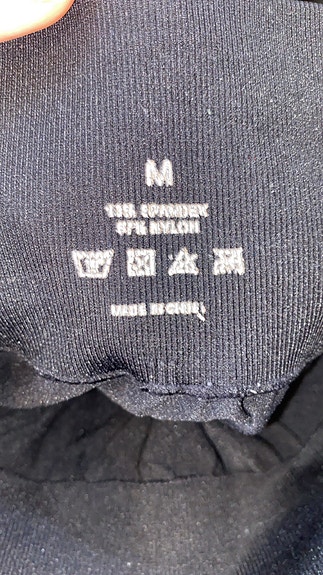 M
13% SPANDEX
87% NYLON
MADE IN CHINA